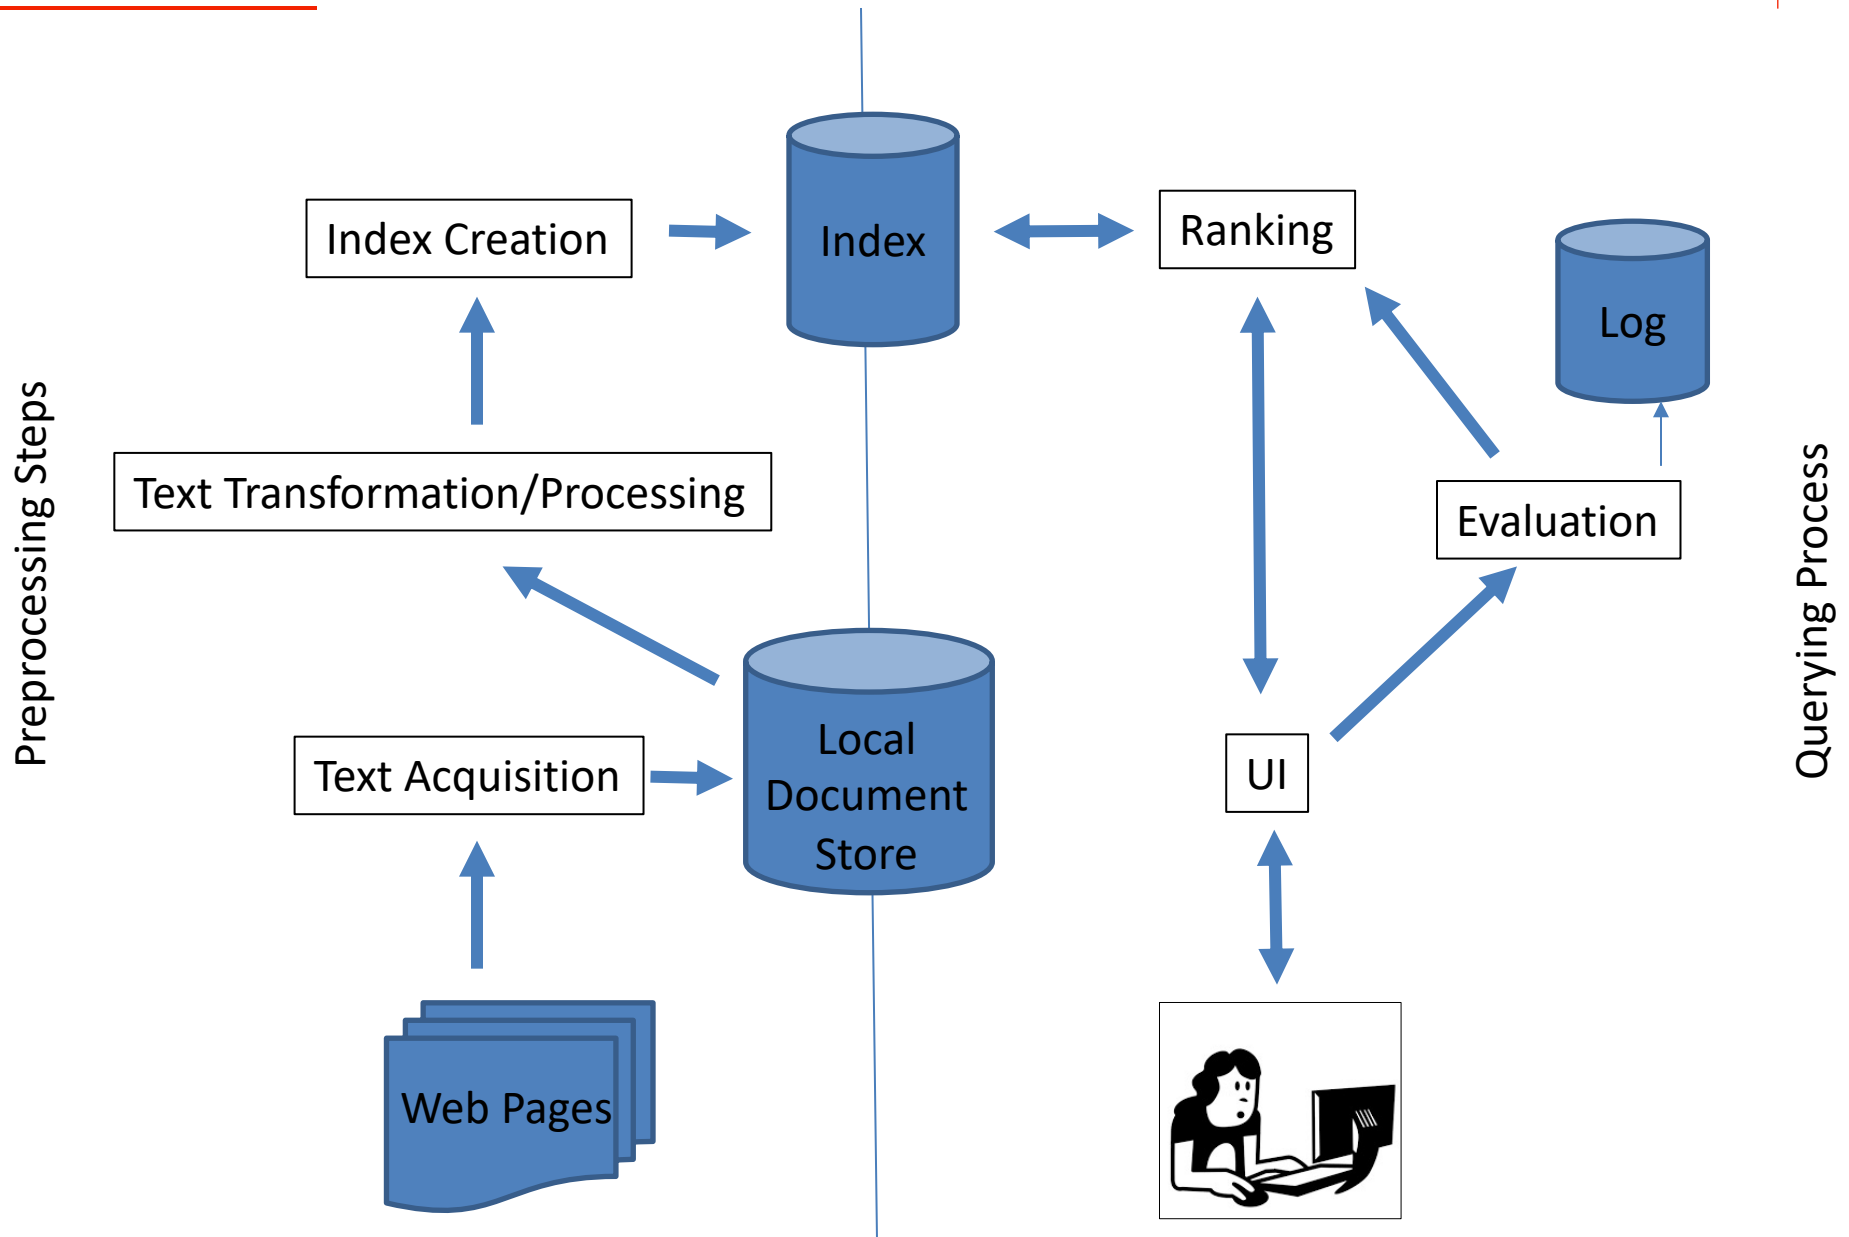 Preprocessing Steps
Index Creation
Index
Ranking
Log
Text Transformation/Processing
Evaluation
Text Acquisition
Local
Document
Store
UI
Web Pages
Querying Process